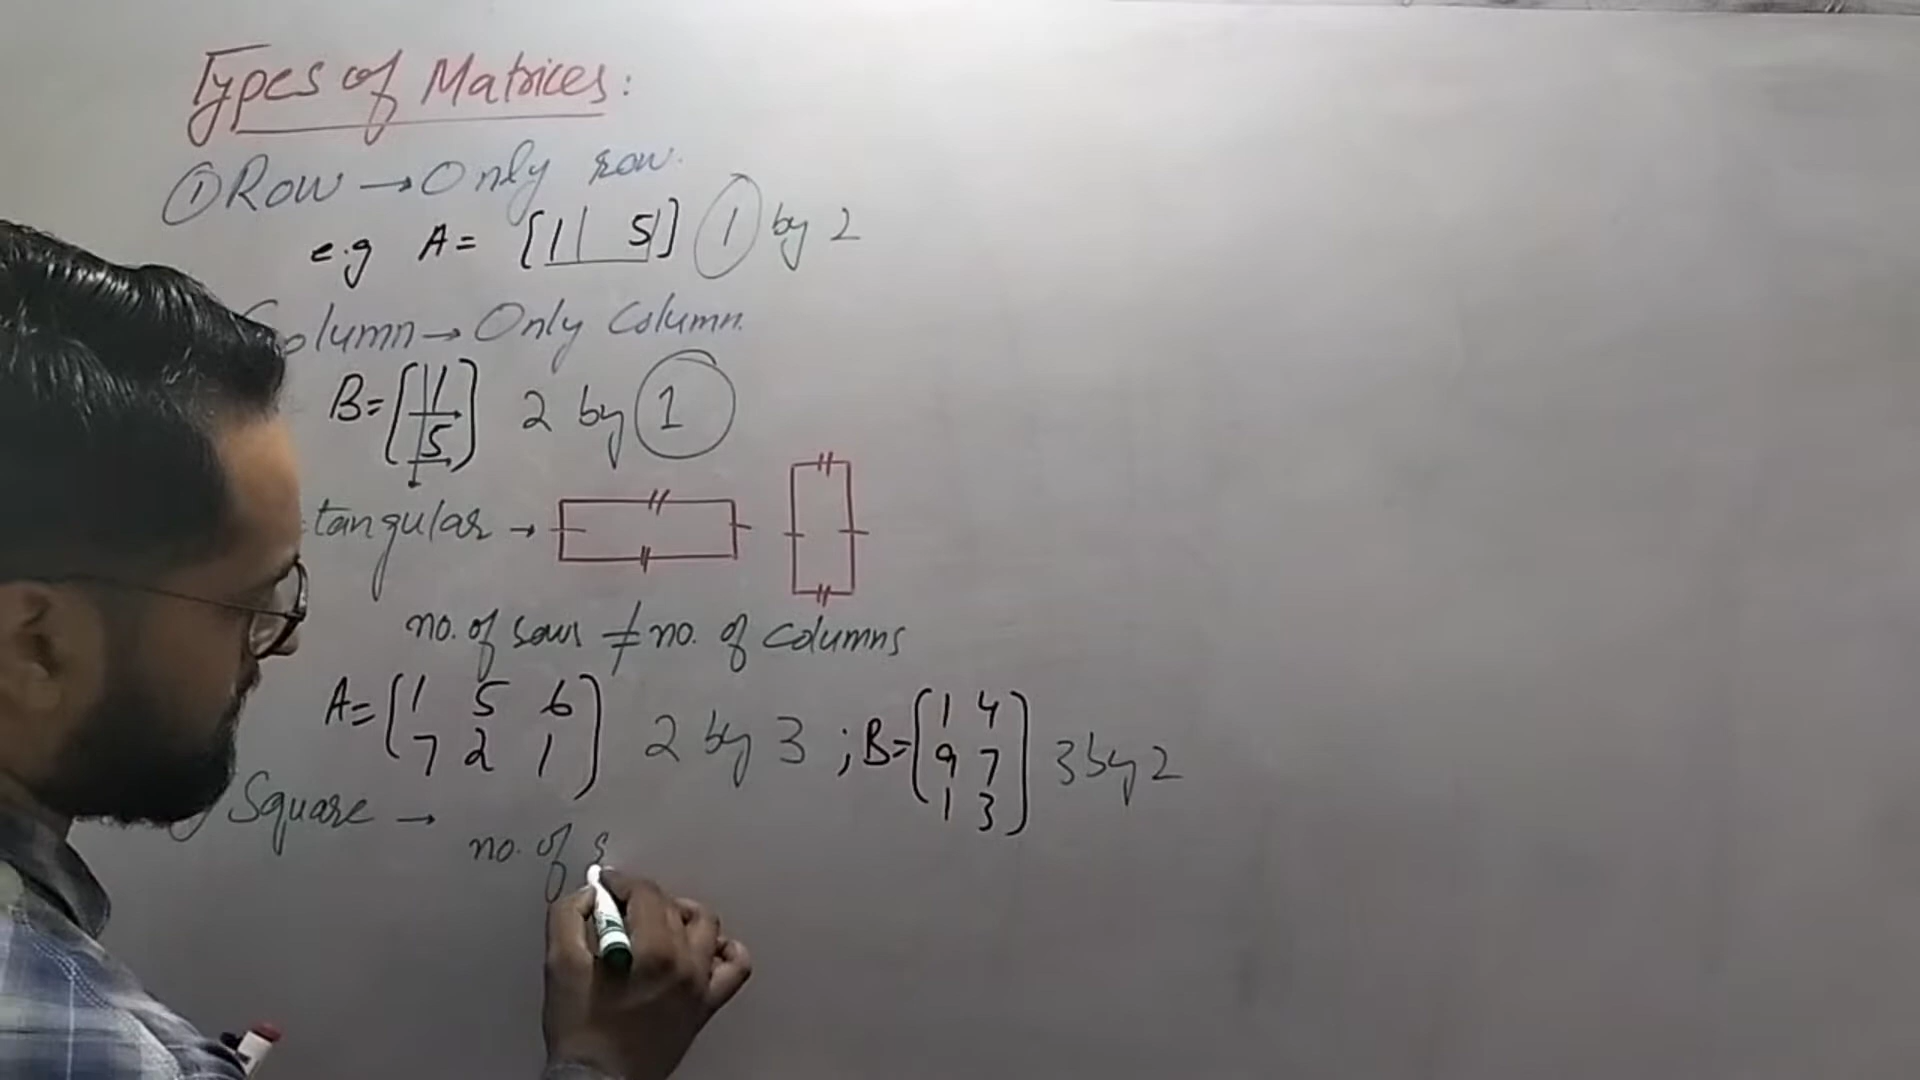 Types of Matrices:
① Row → Only row.
e.g A = [1 5] 1 by 2
Column → Only Column.
B = [1 2 by 1
5]
tangular →
no. of rows ≠ no. of columns
A = [1 5 6 2 by 3 ; B = [1 4 3 by 2
7 2 1] 9 7
1 3]
Square →
no. of